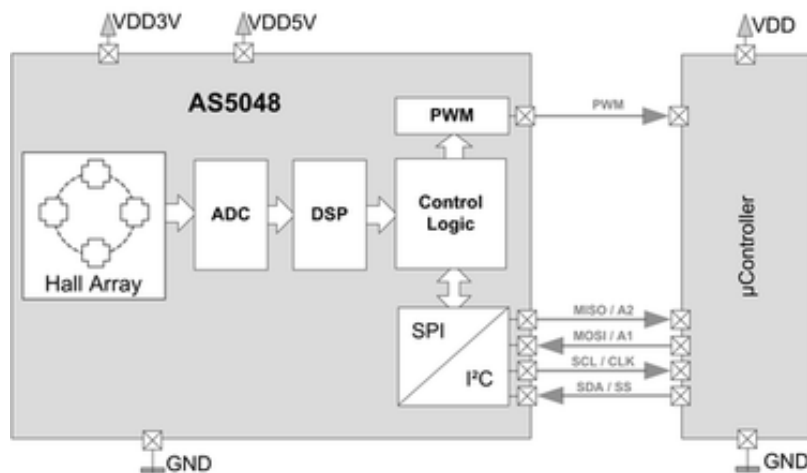 VDD3V
VDD5V
VDD
AS5048
PWM
PWM
Hall Array
ADC
DSP
Control
Logic
µController
SPI
I²C
MISO / A2
MOSI / A1
SCL / CLK
SDA / SS
GND
GND